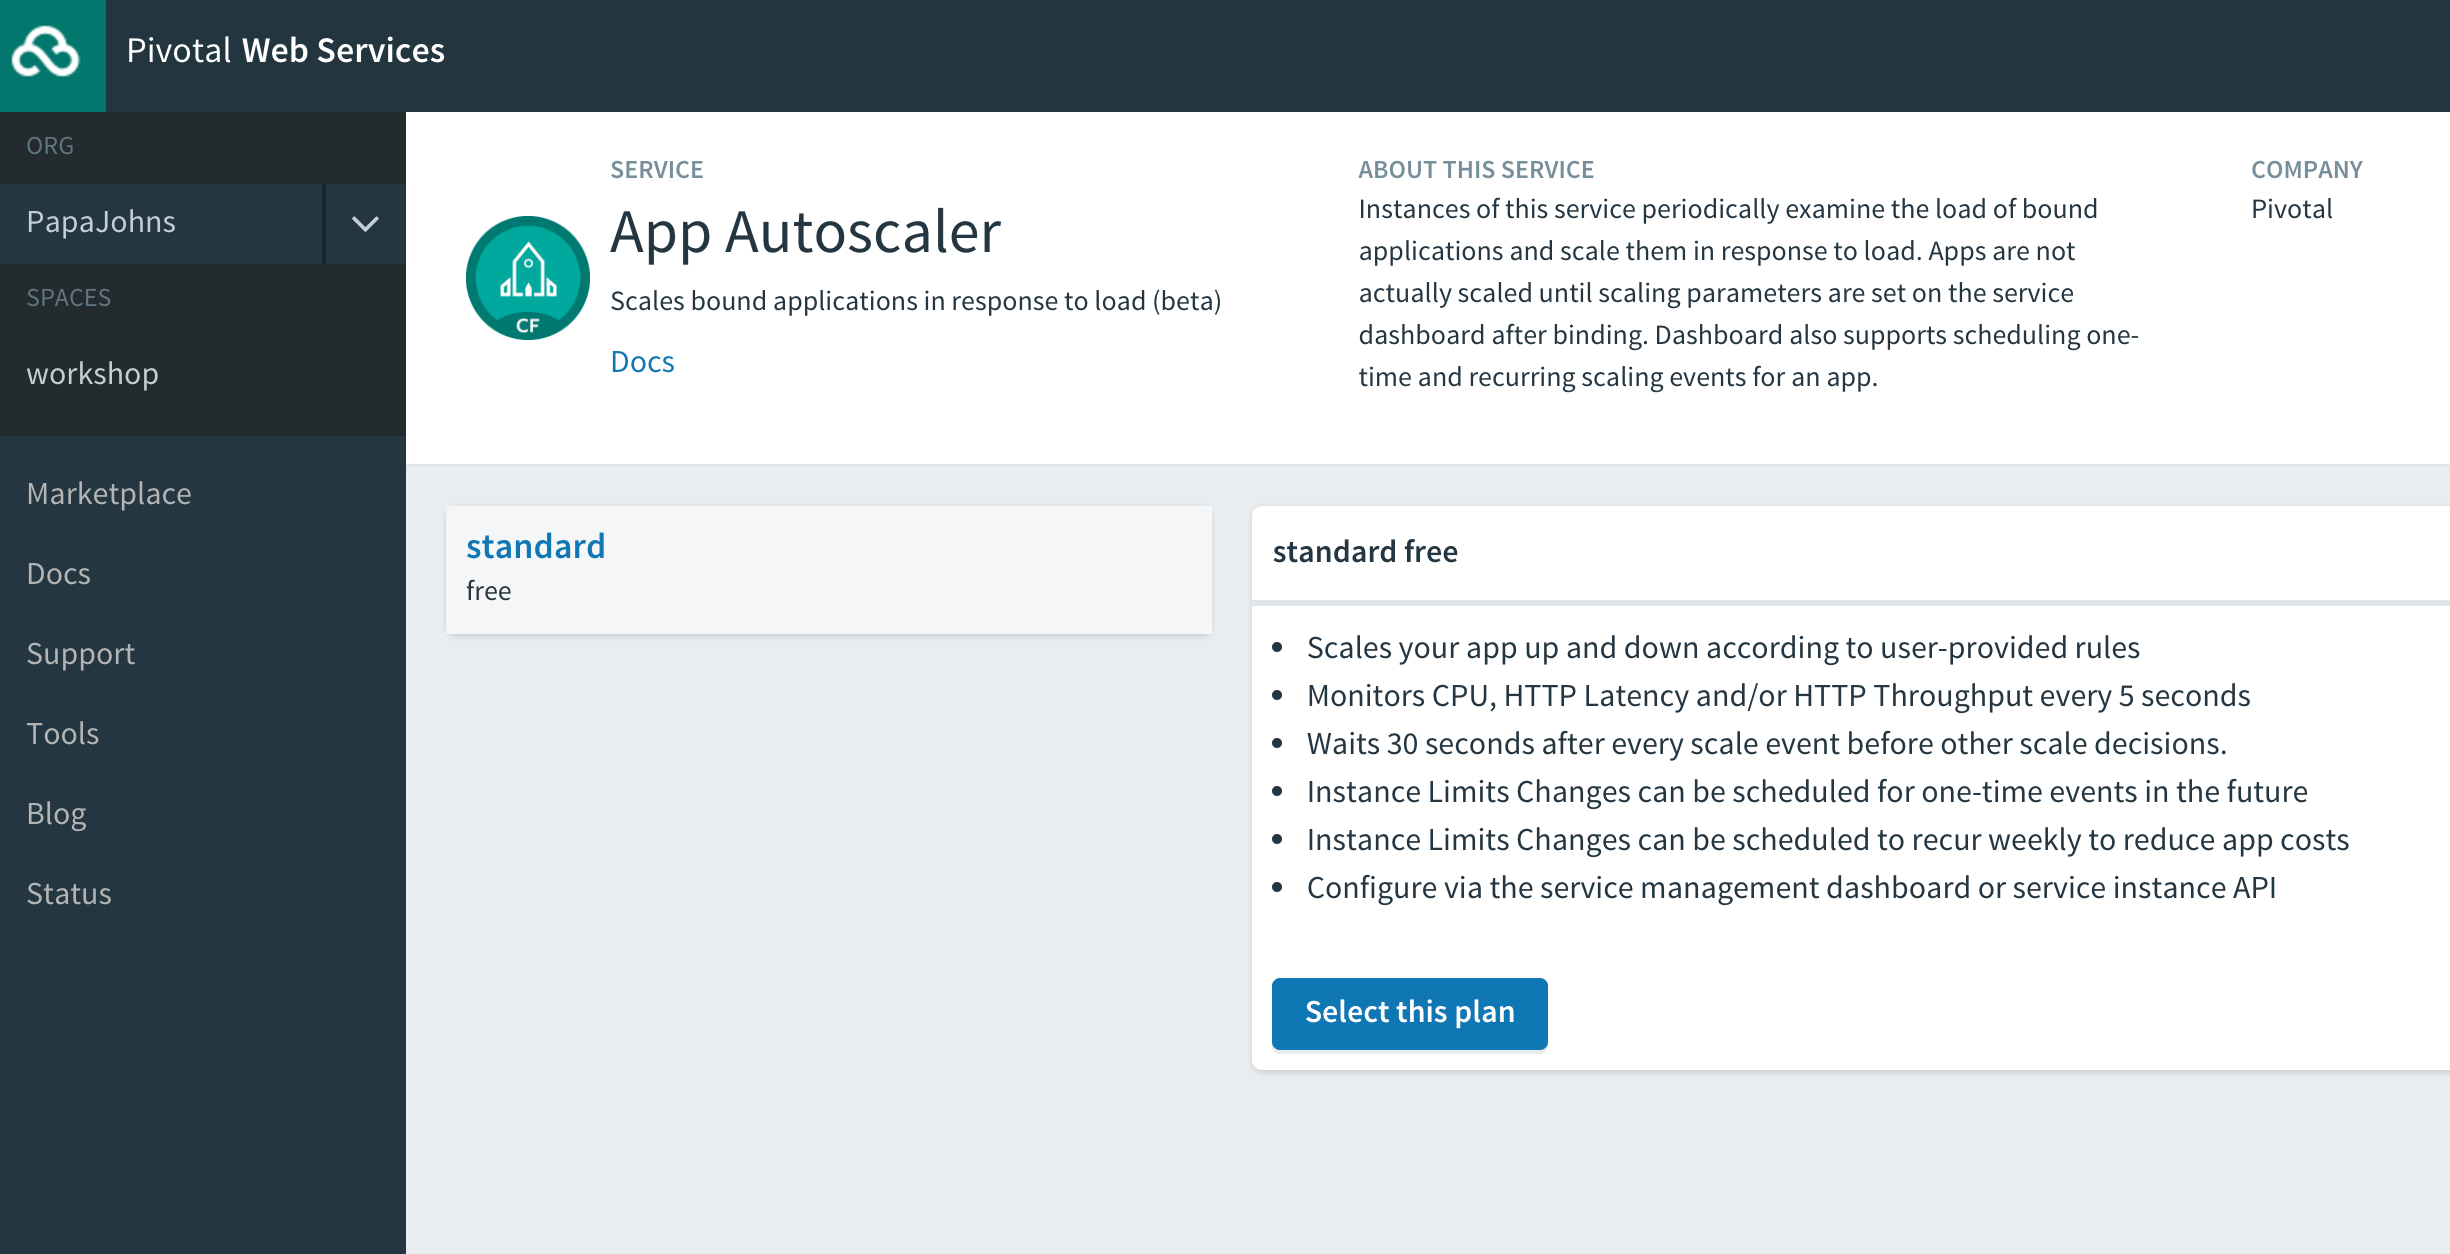 Pivotal Web Services
ORG
PapaJohns
SPACES
workshop
Marketplace
Docs
Support
Tools
Blog
Status
CF
SERVICE
App Autoscaler
Scales bound applications in response to load (beta)
Docs
ABOUT THIS SERVICE
Instances of this service periodically examine the load of bound
applications and scale them in response to load. Apps are not
actually scaled until scaling parameters are set on the service
dashboard after binding. Dashboard also supports scheduling one-
time and recurring scaling events for an app.
COMPANY
Pivotal
standard
free
standard free
• Scales your app up and down according to user-provided rules
• Monitors CPU, HTTP Latency and/or HTTP Throughput every 5 seconds
• Waits 30 seconds after every scale event before other scale decisions.
• Instance Limits Changes can be scheduled for one-time events in the future
• Instance Limits Changes can be scheduled to recur weekly to reduce app costs
• Configure via the service management dashboard or service instance API
Select this plan